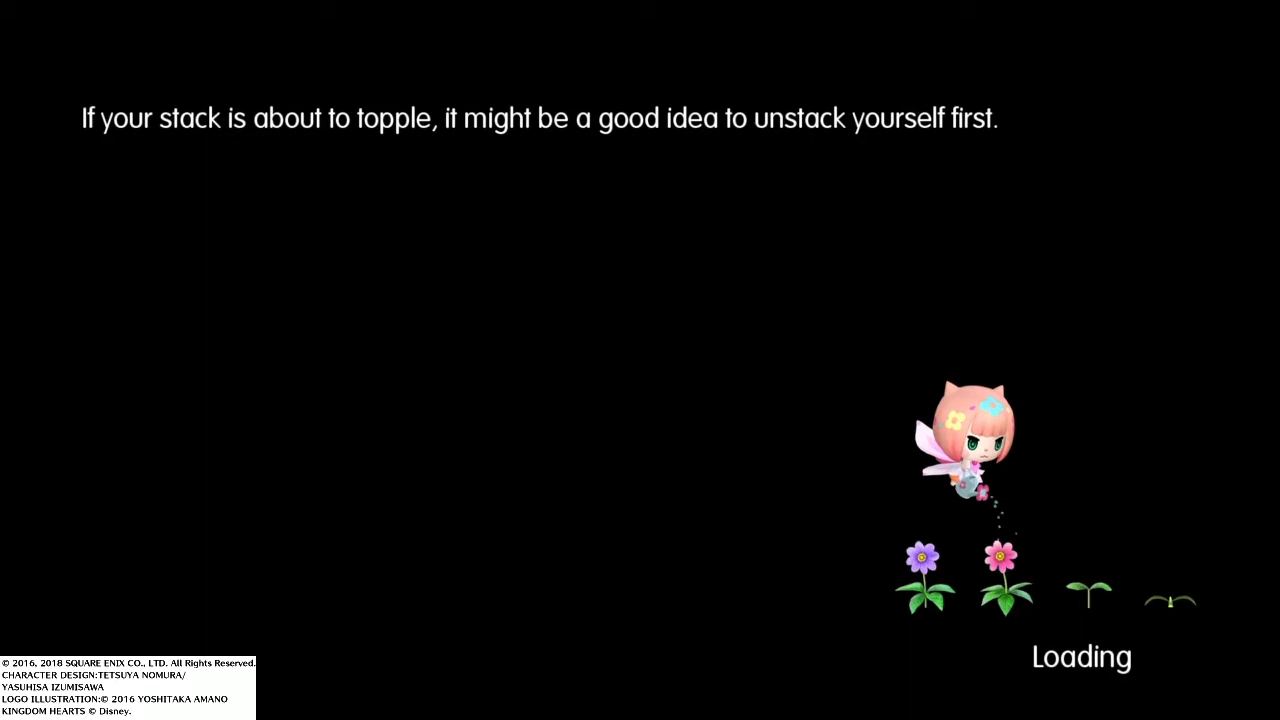 If your stack is about to topple, it might be a good idea to unstack yourself first.
Loading
© 2016, 2018 SQUARE ENIX CO., LTD. All Rights Reserved.
CHARACTER DESIGN:TETSUYA NOMURA/
YASUHISA IZUMISAWA
LOGO ILLUSTRATION:© 2016 YOSHITAKA AMANO
KINGDOM HEARTS © Disney.